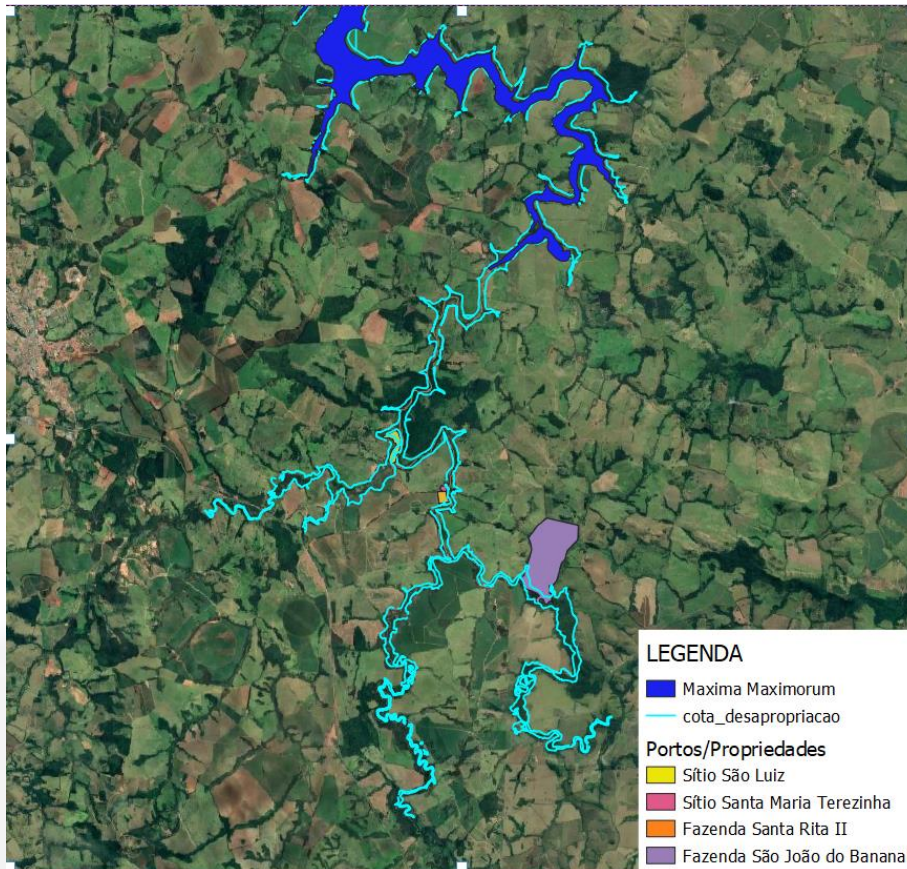 LEGENDA
Maxima Maximorum
cota_desapropriacao
Portos/Propriedades
Sítio São Luiz
Sítio Santa Maria Terezinha
Fazenda Santa Rita II
Fazenda São João do Banana